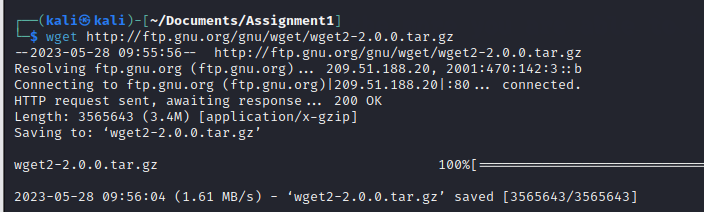 ┌──(kali㉿kali)-[~/Documents/Assignment1]
└─$ wget http://ftp.gnu.org/gnu/wget/wget2-2.0.0.tar.gz
--2023-05-28 09:55:56--  http://ftp.gnu.org/gnu/wget/wget2-2.0.0.tar.gz
Resolving ftp.gnu.org (ftp.gnu.org)... 209.51.188.20, 2001:470:142:3::b
Connecting to ftp.gnu.org (ftp.gnu.org)|209.51.188.20|:80... connected.
HTTP request sent, awaiting response... 200 OK
Length: 3565643 (3.4M) [application/x-gzip]
Saving to: ‘wget2-2.0.0.tar.gz’
wget2-2.0.0.tar.gz 100%[==============================
2023-05-28 09:56:04 (1.61 MB/s) - ‘wget2-2.0.0.tar.gz’ saved [3565643/3565643]